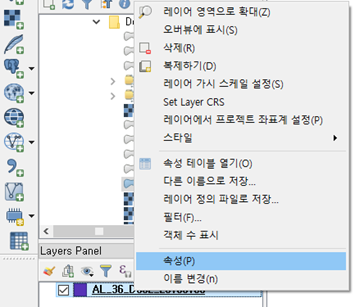 레이어 영역으로 확대(Z)
오버뷰에 표시(S)
삭제(R)
복제하기(D)
레이어 가시 스케일 설정(S)
Set Layer CRS
레이어에서 프로젝트 좌표계 설정(P)
스타일
속성 테이블 열기(O)
다른 이름으로 저장...
레이어 정의 파일로 저장...
필터(F)...
객체 수 표시
속성(P)
이름 변경(n)
Layers Panel